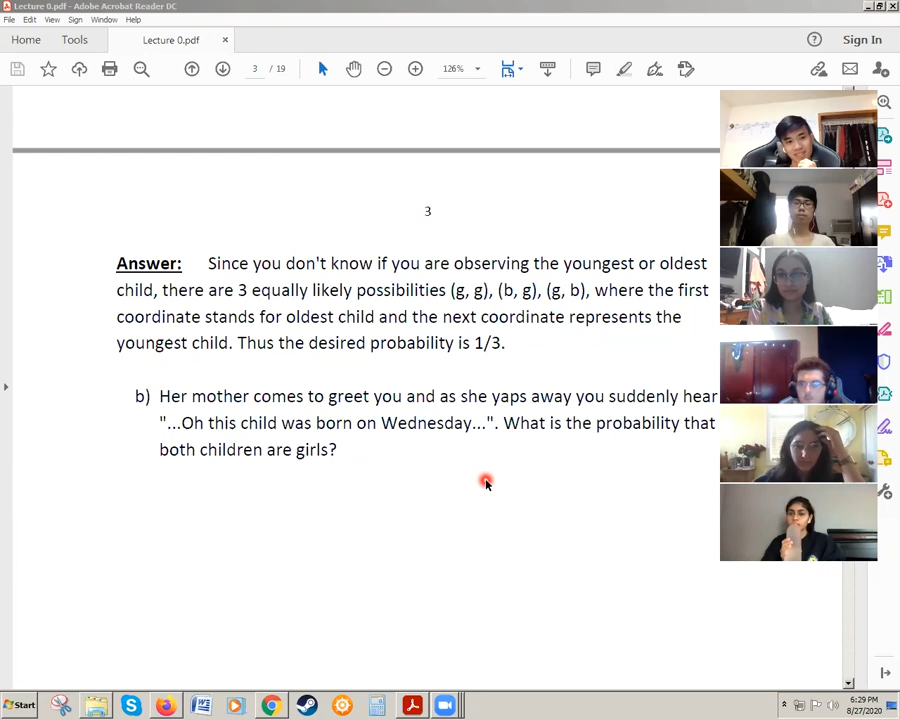 Lecture 0.pdf - Adobe Acrobat Reader DC
File Edit View Sign Window Help
Home Tools Lecture 0.pdf × Sign In
3 / 19 126%
3
Answer: Since you don't know if you are observing the youngest or oldest
child, there are 3 equally likely possibilities (g, g), (b, g), (g, b), where the first
coordinate stands for oldest child and the next coordinate represents the
youngest child. Thus the desired probability is 1/3.
b) Her mother comes to greet you and as she yaps away you suddenly hear
"...Oh this child was born on Wednesday...". What is the probability that
both children are girls?
Start
6:29 PM
8/27/2020